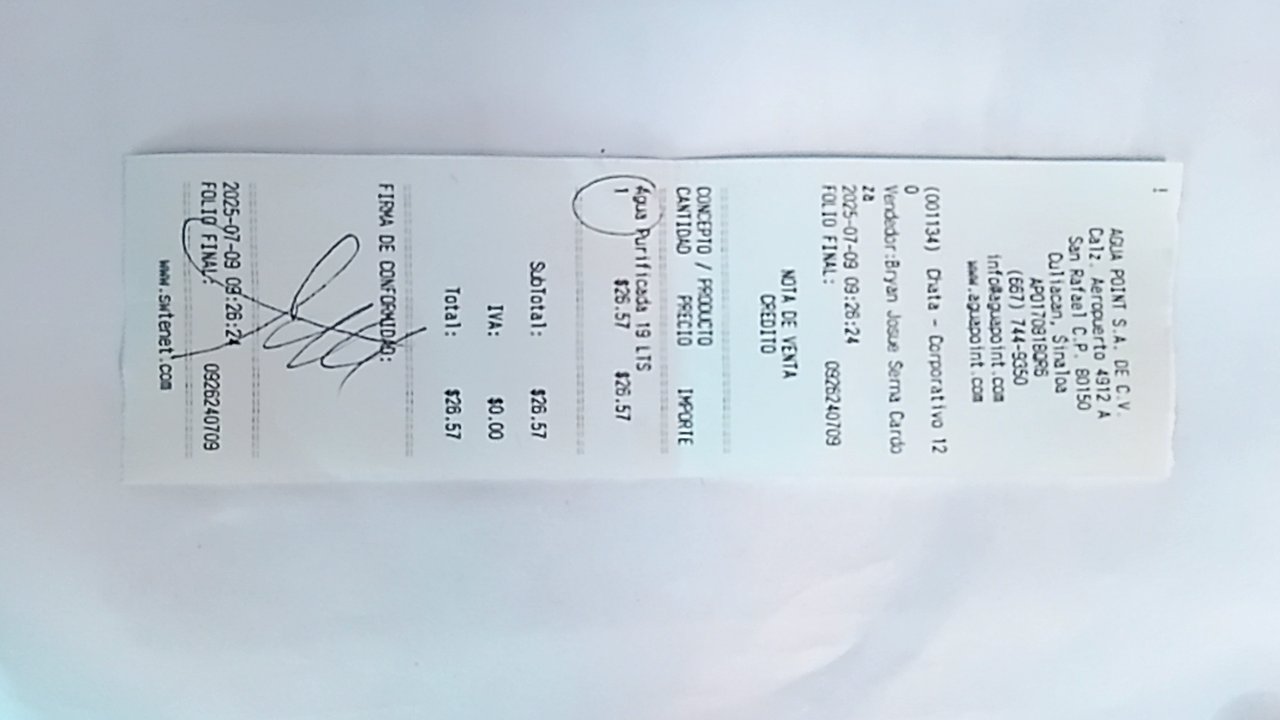 !
AGUA POINT S.A. DE C.V.
Calz. Aeropuerto 4912 A
San Rafael C.P. 80150
Culiacan, Sinaloa
APO170918QR6
(667) 744-9350
info@aguapoint.com
www.aguapoint.com
(001134) Chata - Corporativo 12
0
Vendedor:Bryan Josue Serna Cardo
za
2025-07-09 09:26:24
FOLIO FINAL: 0926240709
NOTA DE VENTA
CREDITO
CONCEPTO / PRODUCTO
CANTIDAD PRECIO IMPORTE
Agua Purificada 19 LTS
1 $26.57 $26.57
SubTotal: $26.57
IVA: $0.00
Total: $26.57
FIRMA DE CONFORMIDAD:
2025-07-09 09:26:24
FOLIO FINAL: 0926240709
www.swtenet.com